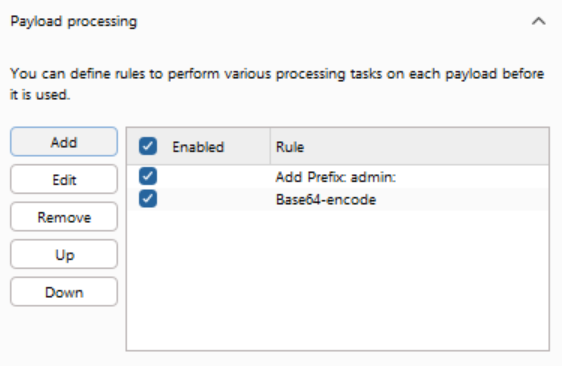 Payload processing
You can define rules to perform various processing tasks on each payload before
it is used.
Add
Enabled Rule
Edit
Add Prefix: admin:
Remove
Base64-encode
Up
Down